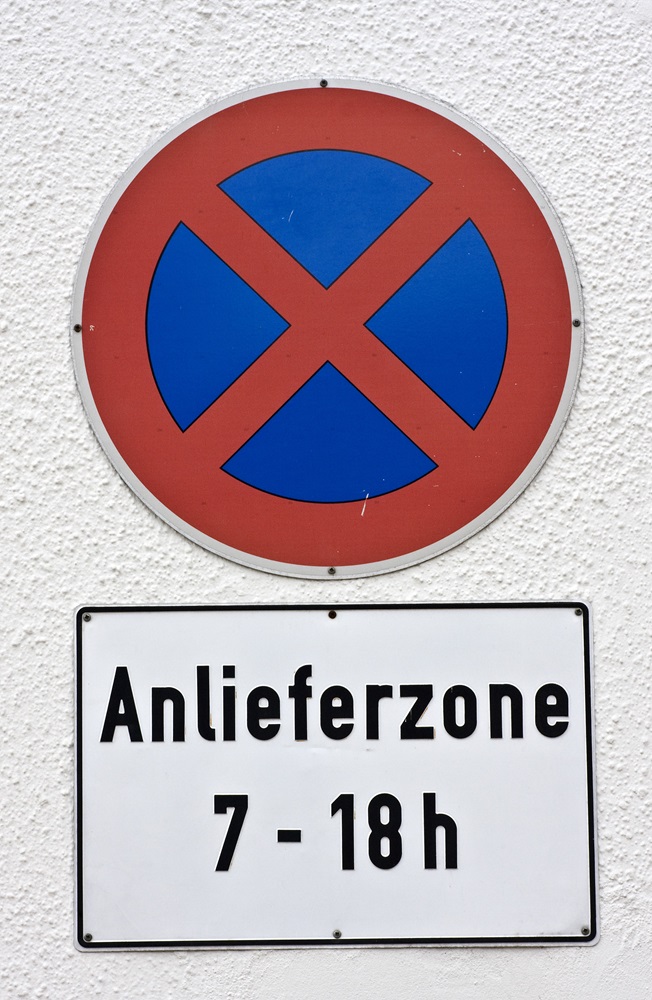 Anlieferzone
7 - 18 h